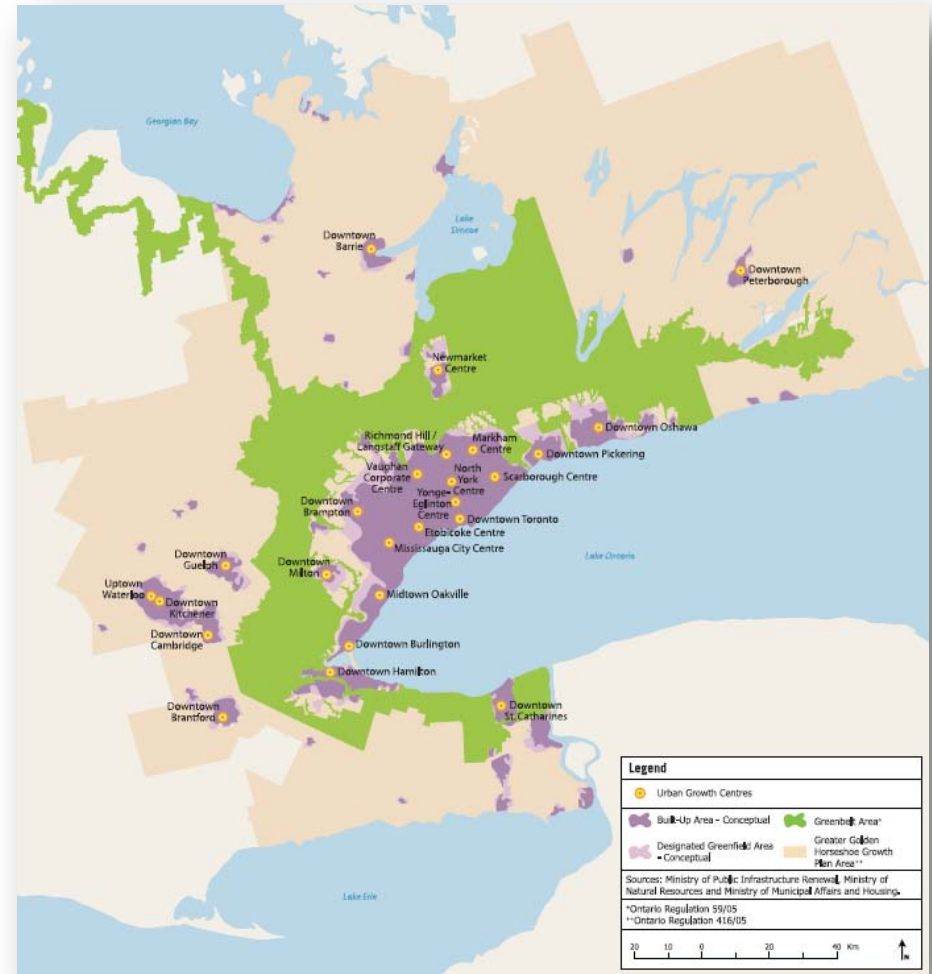 Georgian Bay
Lake
Simcoe
Downtown
Barrie
Downtown
Peterborough
Newmarket
Centre
Downtown Oshawa
Richmond Hill /
Langstaff Gateway
Markham
Centre
Downtown Pickering
Vaughan
Corporate
Centre
North
York
Centre
Scarborough Centre
Yonge-
Eglinton
Centre
Downtown
Brampton
Downtown Toronto
Etobicoke Centre
Mississauga City Centre
Lake Ontario
Downtown
Guelph
Downtown
Milton
Uptown
Waterloo
Downtown
Kitchener
Midtown Oakville
Downtown
Cambridge
Downtown Burlington
Downtown Hamilton
Downtown
Brantford
Downtown
St. Catharines
Lake Erie
Legend
Urban Growth Centres
Built-Up Area – Conceptual
Greenbelt Area*
Designated Greenfield Area
– Conceptual
Greater Golden
Horseshoe Growth
Plan Area**
Sources: Ministry of Public Infrastructure Renewal, Ministry of
Natural Resources and Ministry of Municipal Affairs and Housing.
*Ontario Regulation 59/05
**Ontario Regulation 416/05
20 10 0 20 40 Km
N